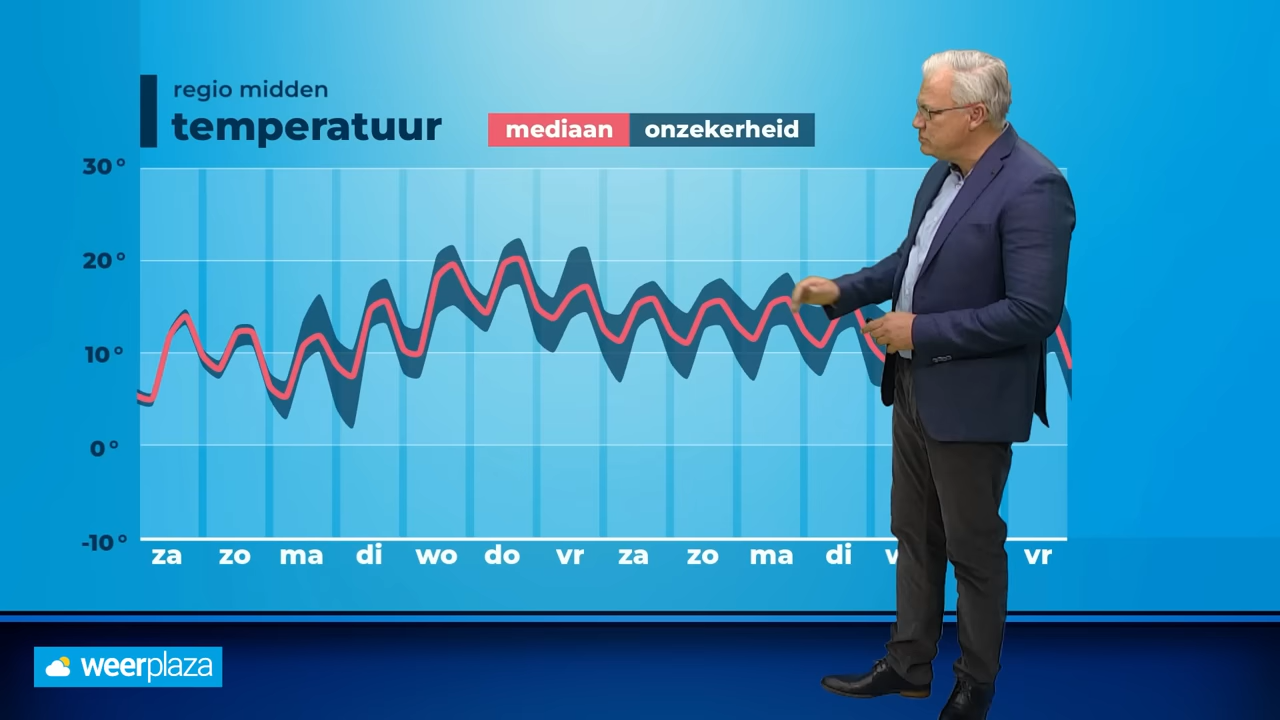 regio midden
temperatuur
mediaan onzekerheid
30°
20°
10°
0°
-10°
za zo ma di wo do vr za zo ma di vr
weerplaza